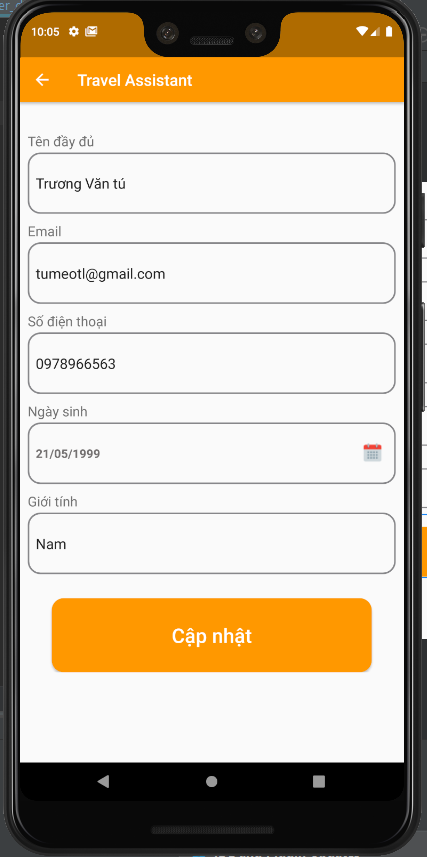 10:05
Travel Assistant
Tên đầy đủ
Trương Văn tú
Email
tumeotl@gmail.com
Số điện thoại
0978966563
Ngày sinh
21/05/1999
Giới tính
Nam
Cập nhật